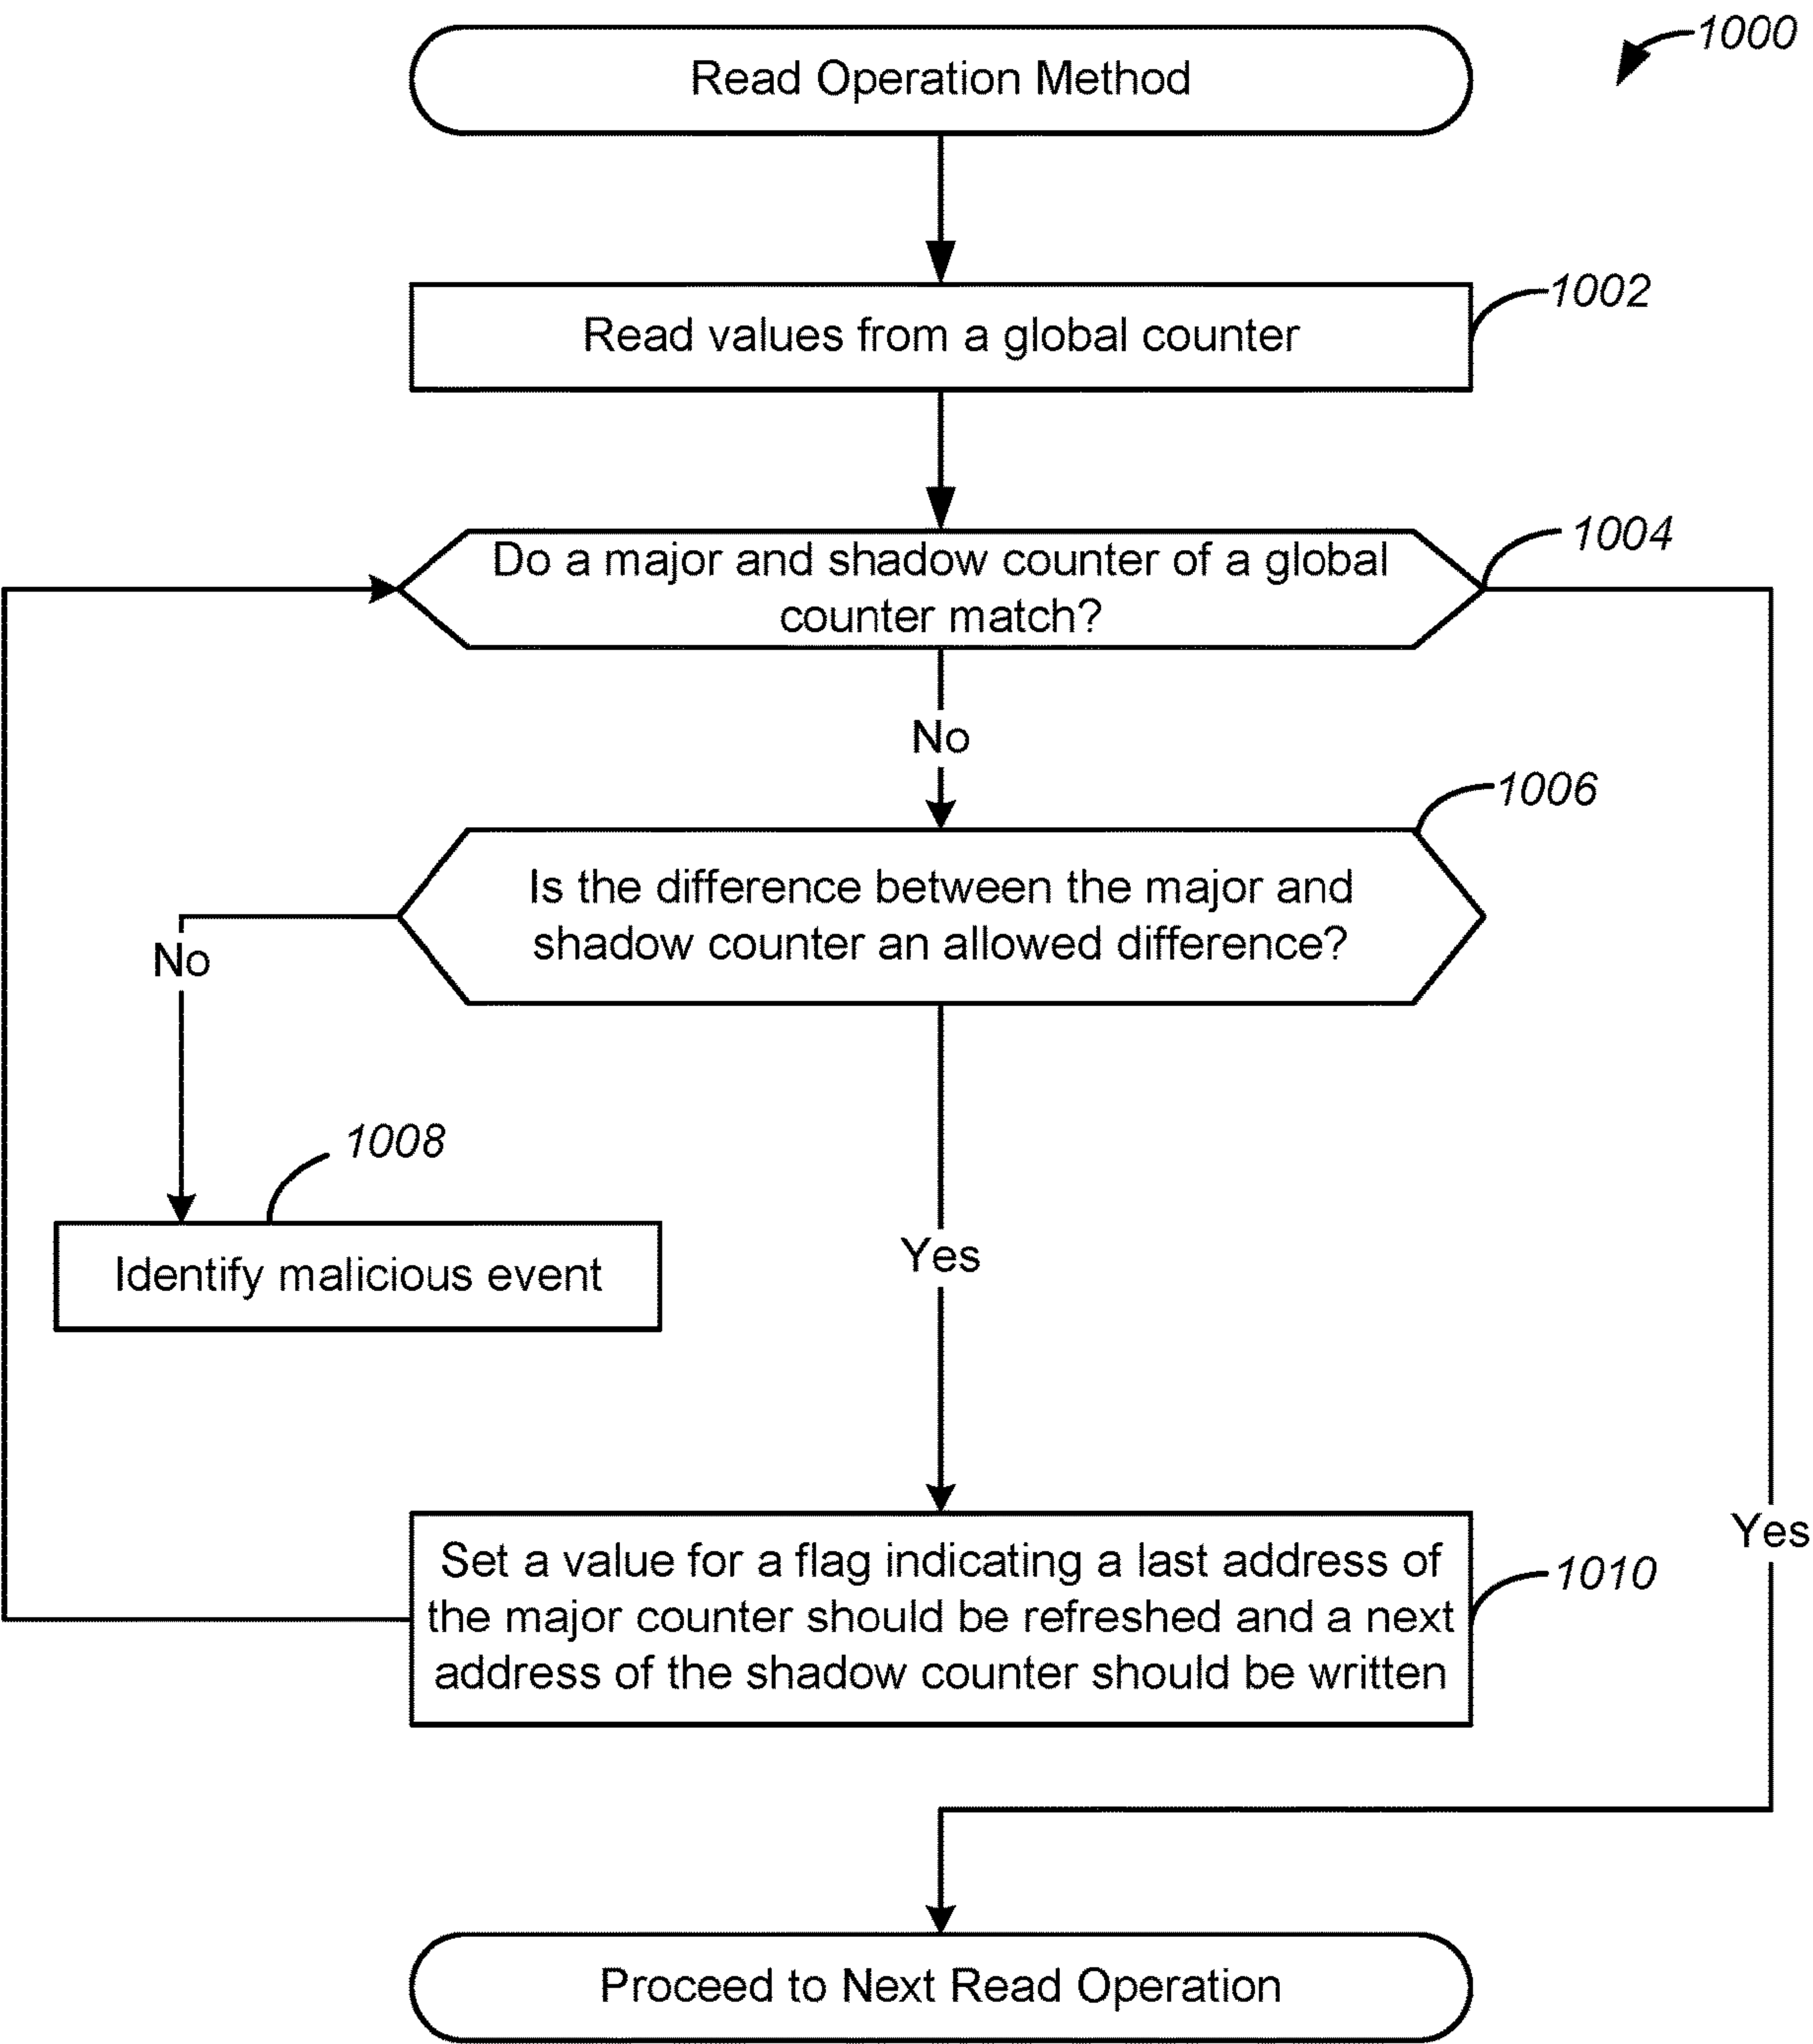 1000
Read Operation Method
1002
Read values from a global counter
1004
Do a major and shadow counter of a global
counter match?
No
1006
Is the difference between the major and
shadow counter an allowed difference?
No
1008
Identify malicious event
Yes
Yes
1010
Set a value for a flag indicating a last address of
the major counter should be refreshed and a next
address of the shadow counter should be written
Proceed to Next Read Operation